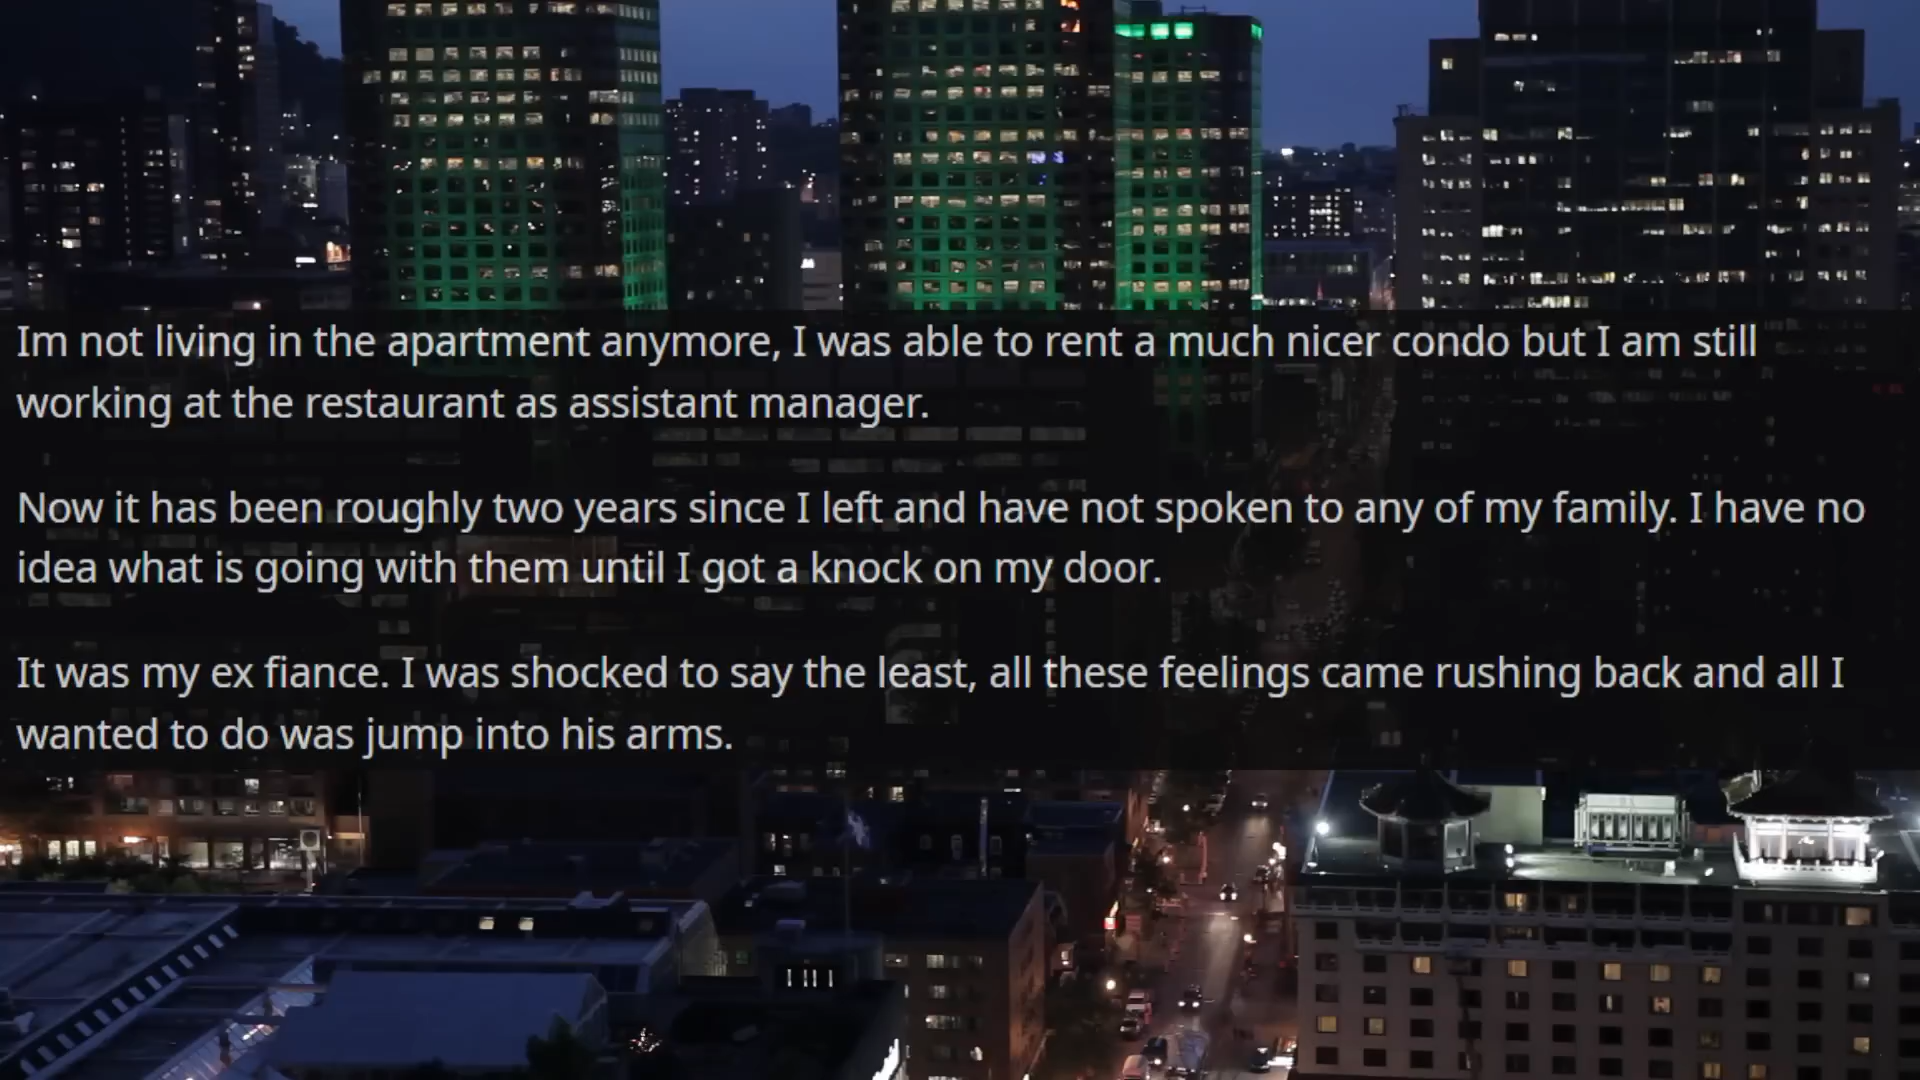 Im not living in the apartment anymore, I was able to rent a much nicer condo but I am still
working at the restaurant as assistant manager.
Now it has been roughly two years since I left and have not spoken to any of my family. I have no
idea what is going with them until I got a knock on my door.
It was my ex fiance. I was shocked to say the least, all these feelings came rushing back and all I
wanted to do was jump into his arms.